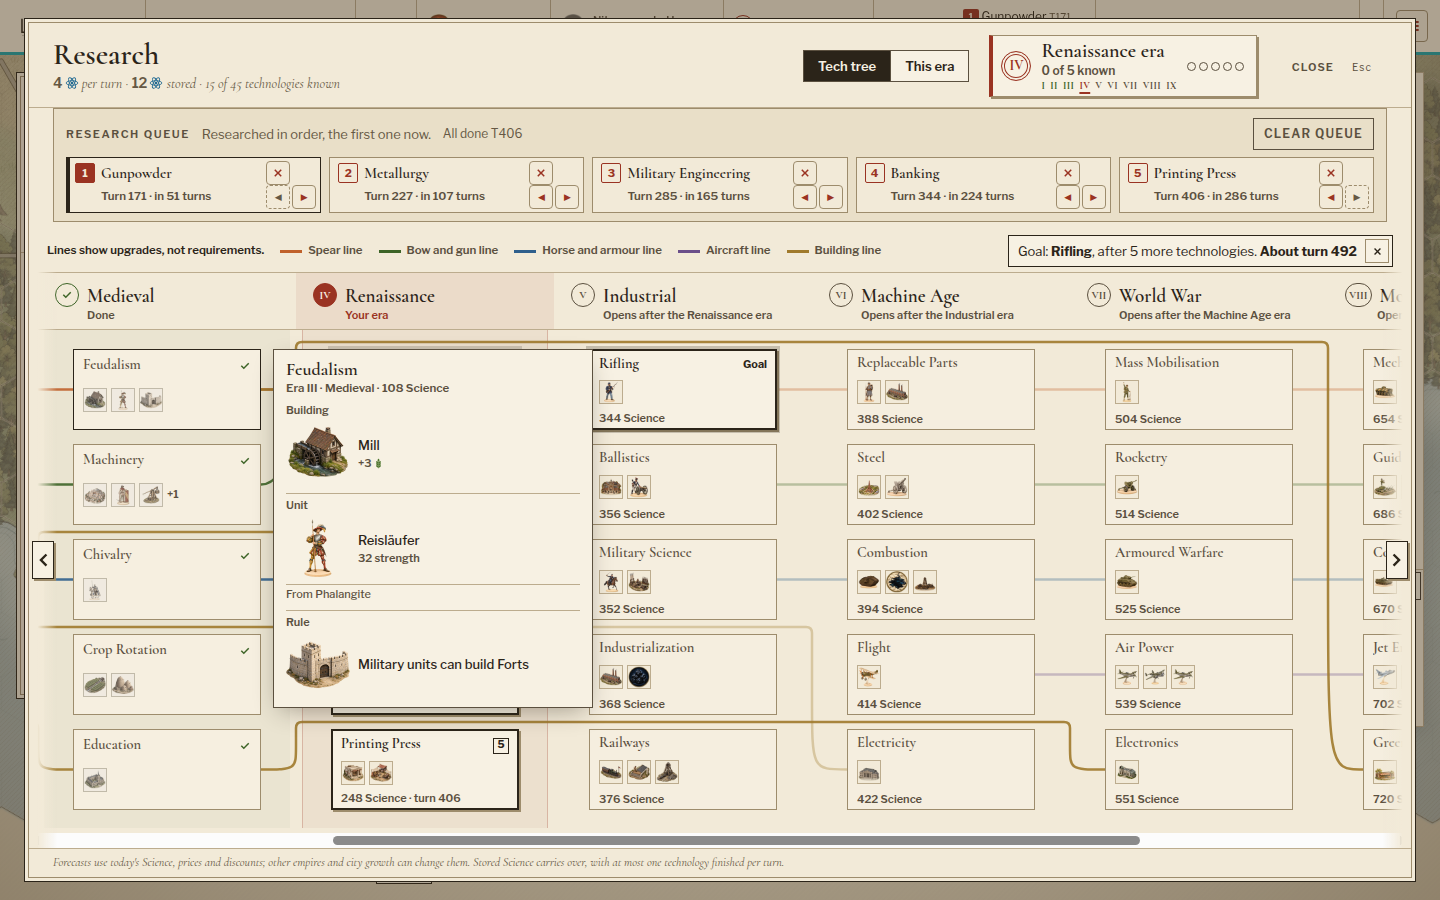 Gunpowder T171
Research
4 per turn · 12 stored · 15 of 45 technologies known
Tech tree
This era
IV
Renaissance era
0 of 5 known
I II III IV V VI VII VIII IX
CLOSE Esc
RESEARCH QUEUE Researched in order, the first one now. All done T406
CLEAR QUEUE
1 Gunpowder ×
Turn 171 · in 51 turns
2 Metallurgy ×
Turn 227 · in 107 turns
3 Military Engineering ×
Turn 285 · in 165 turns
4 Banking ×
Turn 344 · in 224 turns
5 Printing Press ×
Turn 406 · in 286 turns
Lines show upgrades, not requirements.
Spear line
Bow and gun line
Horse and armour line
Aircraft line
Building line
Goal: Rifling, after 5 more technologies. About turn 492 ×
Medieval
Done
IV Renaissance
Your era
V Industrial
Opens after the Renaissance era
VI Machine Age
Opens after the Industrial era
VII World War
Opens after the Machine Age era
VIII
Feudalism
Machinery
+1
Chivalry
Crop Rotation
Education
Feudalism
Era III · Medieval · 108 Science
Building
Mill
+3
Unit
Reisläufer
32 strength
From Phalangite
Rule
Military units can build Forts
Printing Press 5
248 Science · turn 406
Rifling Goal
344 Science
Ballistics
356 Science
Military Science
352 Science
Industrialization
368 Science
Railways
376 Science
Replaceable Parts
388 Science
Steel
402 Science
Combustion
394 Science
Flight
414 Science
Electricity
422 Science
Mass Mobilisation
504 Science
Rocketry
514 Science
Armoured Warfare
525 Science
Air Power
539 Science
Electronics
551 Science
654
686
670
Jet
702
720
Forecasts use today's Science, prices and discounts; other empires and city growth can change them. Stored Science carries over, with at most one technology finished per turn.